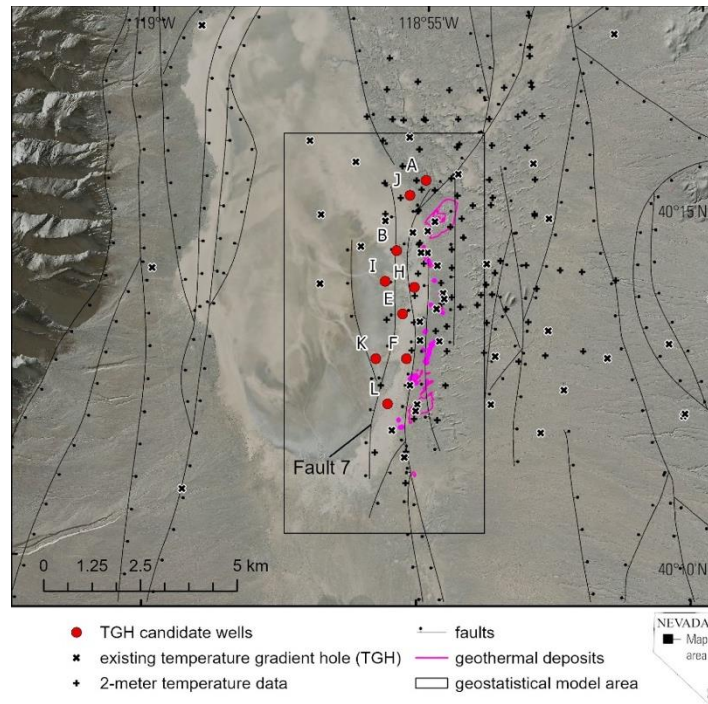 119°W
118°55'W
40°15'N
A
J
B
I
H
E
K
F
L
Fault 7
0 1.25 2.5 5 km
40°10'N
TGH candidate wells
existing temperature gradient hole (TGH)
2-meter temperature data
faults
geothermal deposits
geostatistical model area
NEVADA
Map
area